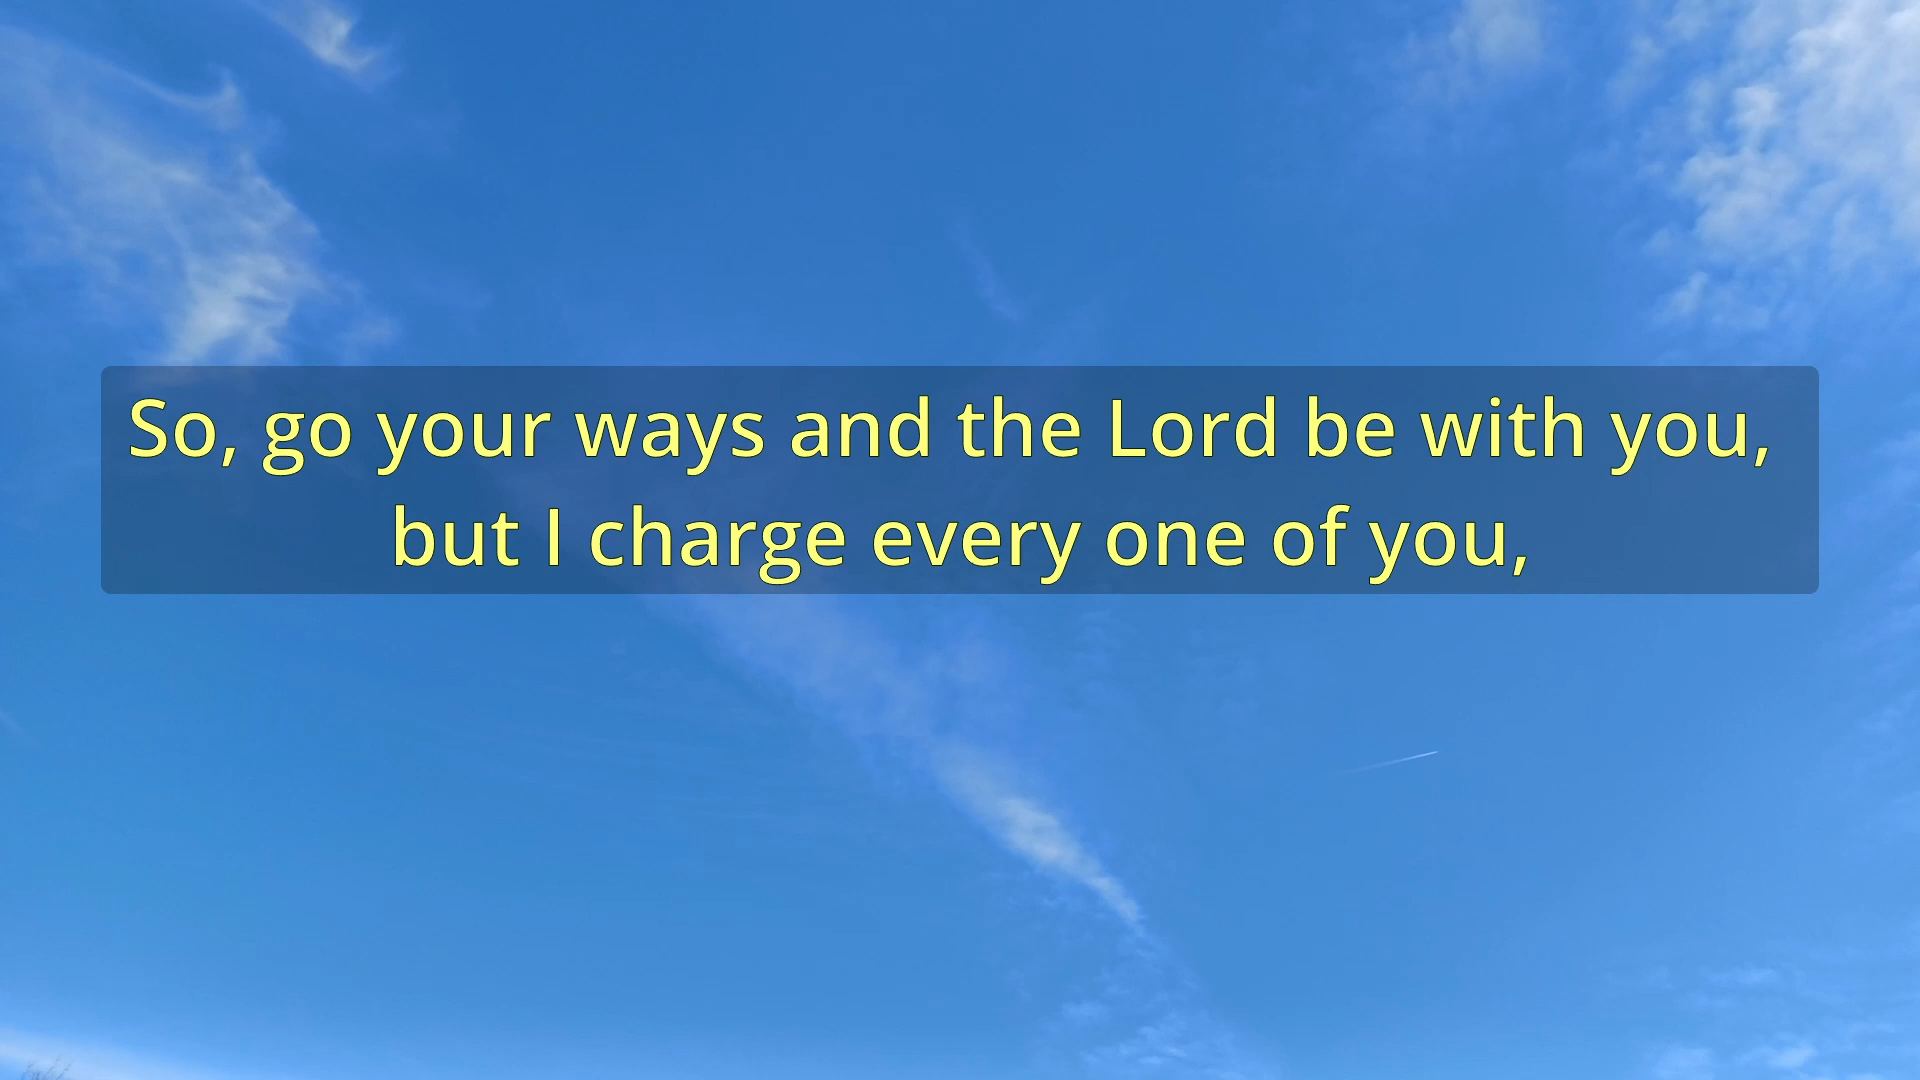 So, go your ways and the Lord be with you,
but I charge every one of you,